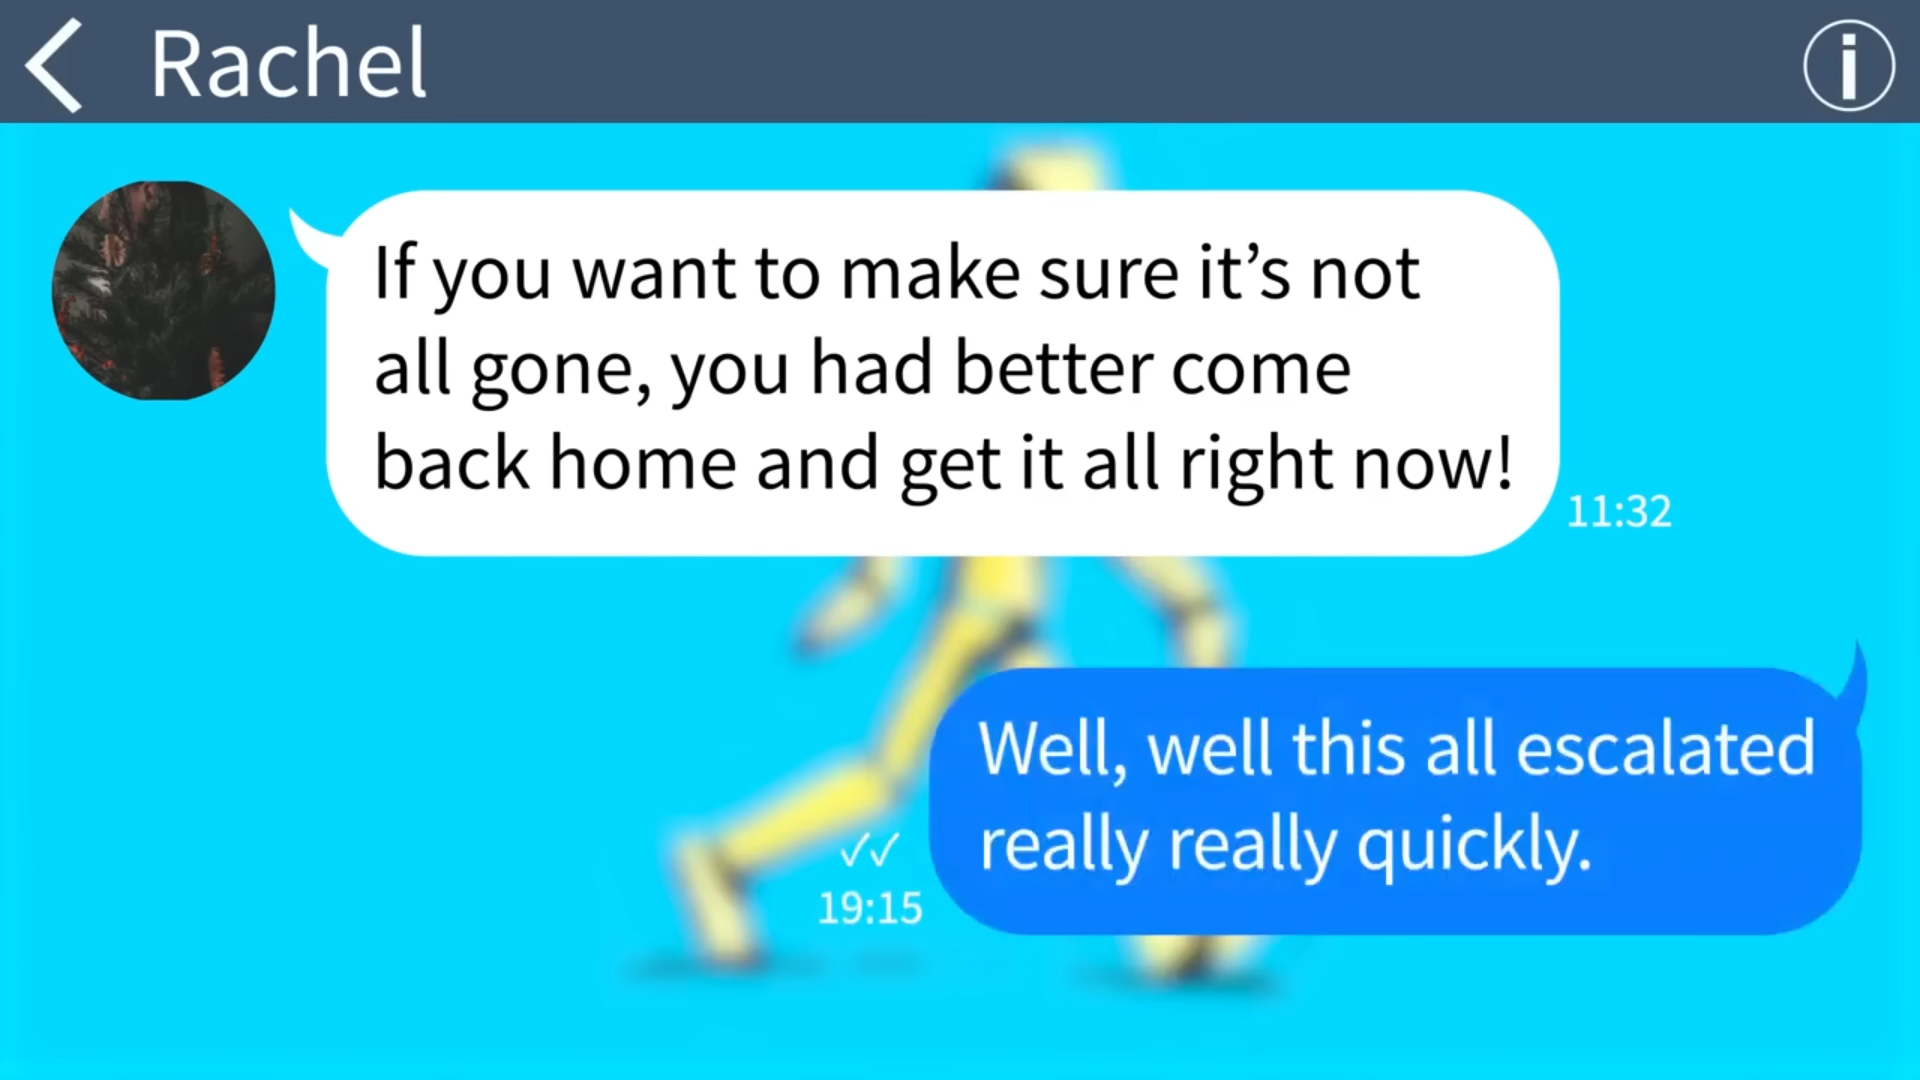 Rachel
If you want to make sure it’s not
all gone, you had better come
back home and get it all right now!
11:32
Well, well this all escalated
really really quickly.
19:15